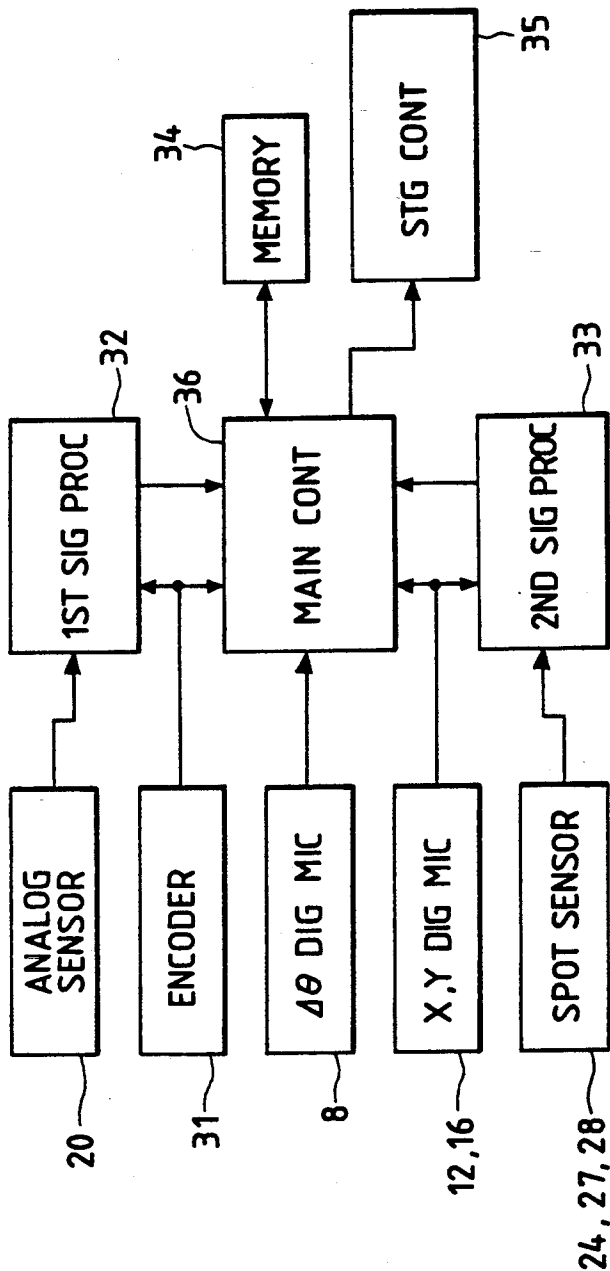 ANALOG
SENSOR
20
ENCODER
31
Δθ DIG MIC
8
X,Y DIG MIC
12,16
SPOT SENSOR
24, 27, 28
1ST SIG PROC
32
MAIN CONT
36
2ND SIG PROC
33
MEMORY
34
STG CONT
35